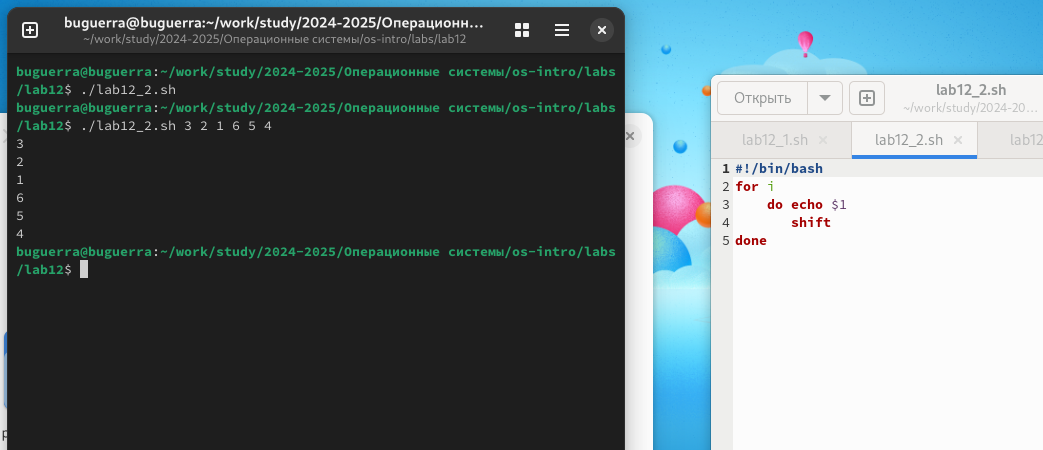 buguerra@buguerra:~/work/study/2024-2025/Операционн...
~/work/study/2024-2025/Операционные системы/os-intro/labs/lab12
buguerra@buguerra:~/work/study/2024-2025/Операционные системы/os-intro/labs
/lab12$ ./lab12_2.sh
buguerra@buguerra:~/work/study/2024-2025/Операционные системы/os-intro/labs
/lab12$ ./lab12_2.sh 3 2 1 6 5 4
3
2
1
6
5
4
buguerra@buguerra:~/work/study/2024-2025/Операционные системы/os-intro/labs
/lab12$
Открыть
lab12_2.sh
~/work/study/2024-20...
lab12_1.sh
lab12_2.sh
lab12
1 #!/bin/bash
2 for i
3     do echo $1
4        shift
5 done